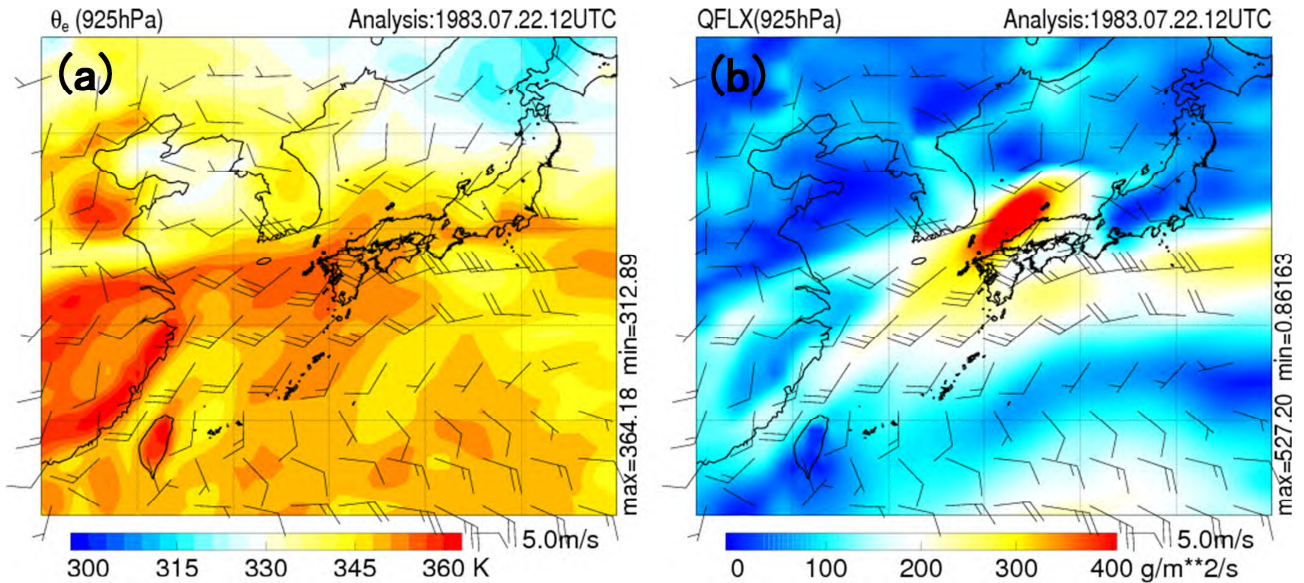 θe (925hPa) Analysis:1983.07.22.12UTC
(a)
max=364.18 min=312.89
5.0m/s
300 315 330 345 360 K
QFLX(925hPa) Analysis:1983.07.22.12UTC
(b)
max=527.20 min=0.86163
5.0m/s
0 100 200 300 400 g/m**2/s